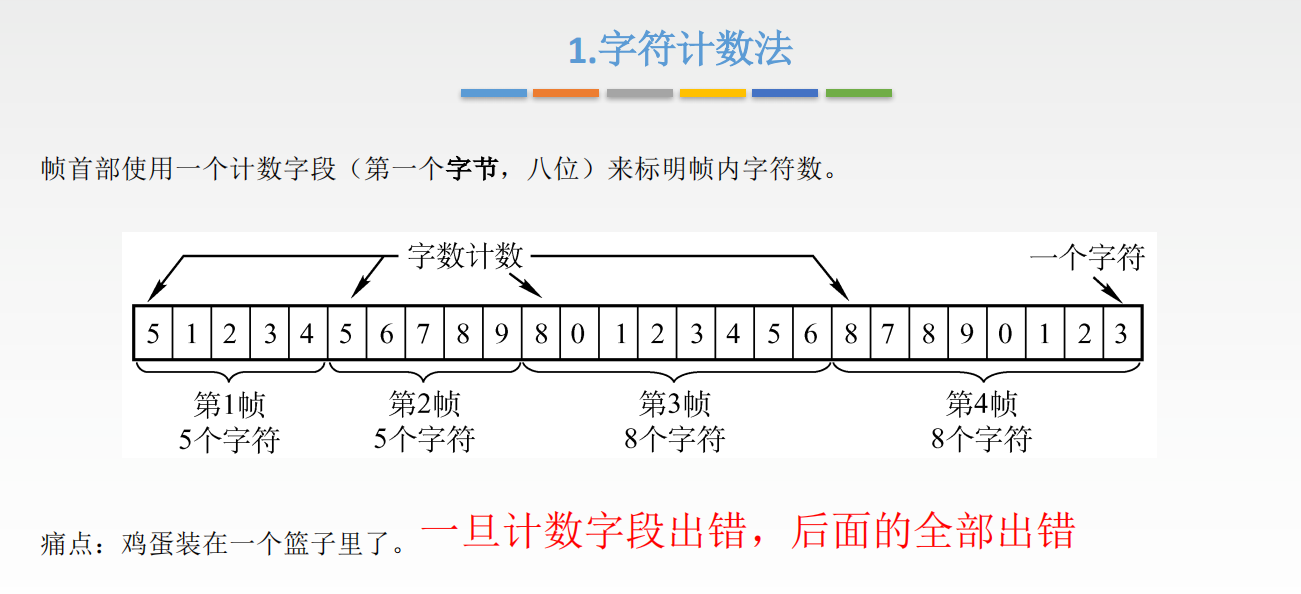 1.字符计数法
帧首部使用一个计数字段（第一个字节，八位）来标明帧内字符数。
字数计数
一个字符
5 1 2 3 4 5 6 7 8 9 8 0 1 2 3 4 5 6 8 7 8 9 0 1 2 3
第1帧 第2帧 第3帧 第4帧
5个字符 5个字符 8个字符 8个字符
痛点：鸡蛋装在一个篮子里了。一旦计数字段出错，后面的全部出错